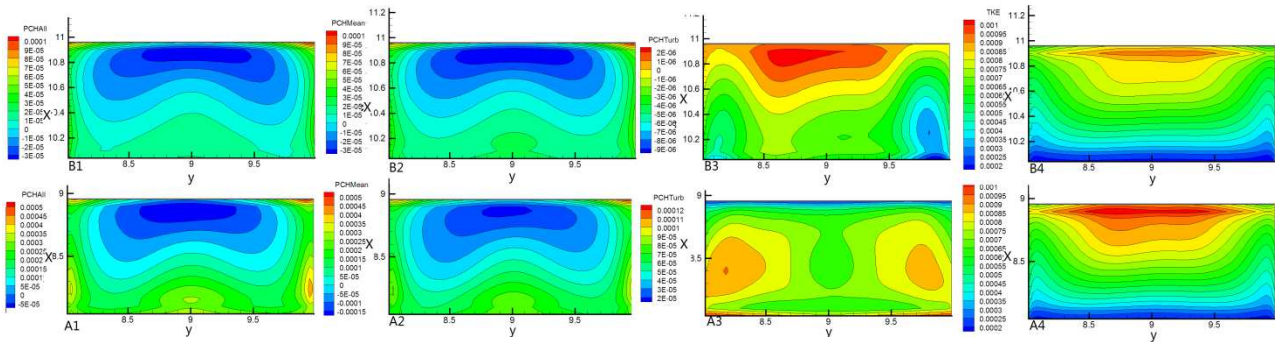 PCHAll
0.0001
9E-05
8E-05
7E-05
6E-05
5E-05
4E-05
3E-05
2E-05
1E-05
0
-1E-05
-2E-05
-3E-05
11
10.8
10.6
10.4
10.2
X
8.5 9 9.5
B1 y
PCHMean
0.0001
9E-05
8E-05
7E-05
6E-05
5E-05
4E-05
3E-05
2E-05
1E-05
0
-1E-05
-2E-05
-3E-05
11.2
11
10.8
10.6
10.4
10.2
X
8.5 9 9.5
B2 y
PCHTurb
2E-06
1E-06
0
-1E-06
-2E-06
-3E-06
-4E-06
-5E-06
-6E-06
-7E-06
-8E-06
-9E-06
11
10.8
10.6
10.4
10.2
X
8.5 9 9.5
B3 y
TKE
0.001
0.00095
0.0009
0.00085
0.0008
0.00075
0.0007
0.00065
0.0006
0.00055
0.0005
0.00045
0.0004
0.00035
0.0003
0.00025
0.0002
11.2
11
10.8
10.6
10.4
10.2
X
8.5 9 9.5
B4 y
PCHAll
0.0005
0.00045
0.0004
0.00035
0.0003
0.00025
0.0002
0.00015
0.0001
5E-05
0
-5E-05
9
8.5
X
8.5 9 9.5
A1 y
PCHMean
0.0005
0.00045
0.0004
0.00035
0.0003
0.00025
0.0002
0.00015
0.0001
5E-05
0
-5E-05
-0.0001
-0.00015
9
8.5
X
8.5 9 9.5
A2 y
PCHTurb
0.00012
0.00011
0.0001
9E-05
8E-05
7E-05
6E-05
5E-05
4E-05
3E-05
2E-05
9
X
8.5 9 9.5
A3 y
TKE
0.001
0.00095
0.0009
0.00085
0.0008
0.00075
0.0007
0.00065
0.0006
0.00055
0.0005
0.00045
0.0004
0.00035
0.0003
0.00025
0.0002
9
8.5
X
8.5 9 9.5
A4 y